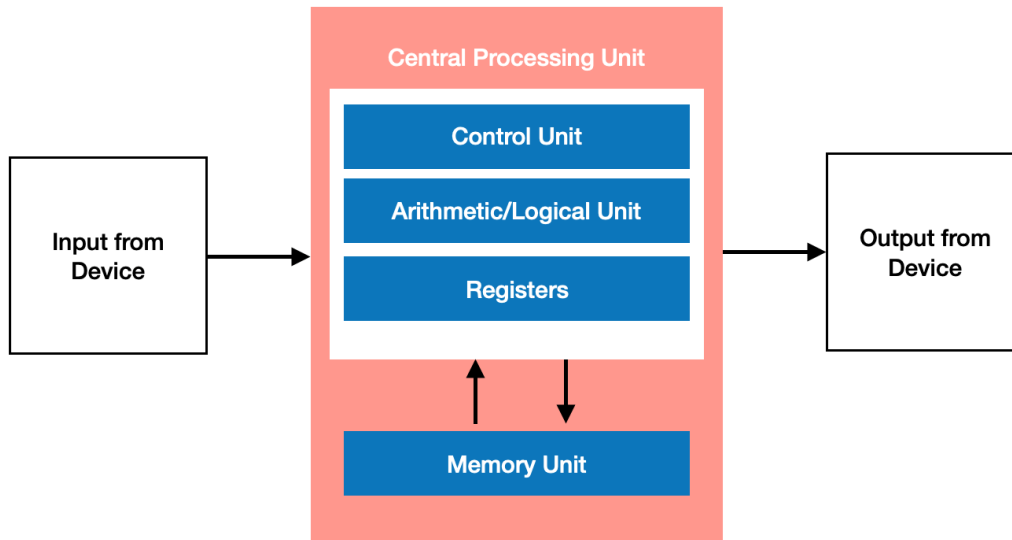 Central Processing Unit
Control Unit
Arithmetic/Logical Unit
Registers
Memory Unit
Input from
Device
Output from
Device